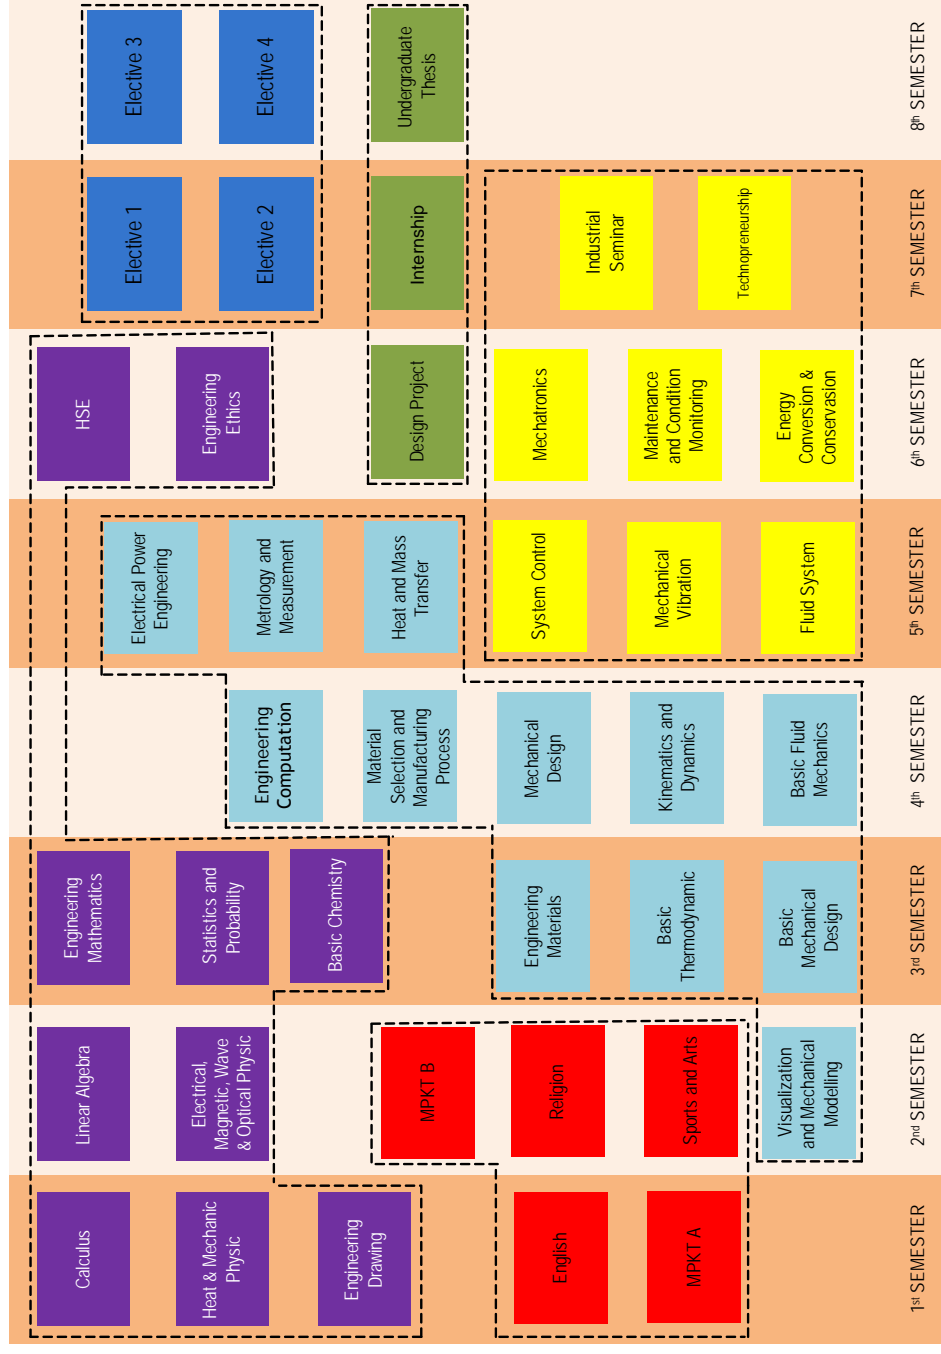 Elective 3
Elective 4
Undergraduate
Thesis
8th SEMESTER
Elective 1
Elective 2
Internship
Industrial
Seminar
Technopreneurship
7th SEMESTER
HSE
Engineering
Ethics
Design Project
Mechatronics
Maintenance
and Condition
Monitoring
Energy
Conversion &
Conservasion
6th SEMESTER
Electrical Power
Engineering
Metrology and
Measurement
Heat and Mass
Transfer
System Control
Mechanical
Vibration
Fluid System
5th SEMESTER
Engineering
Computation
Material
Selection and
Manufacturing
Process
Mechanical
Design
Kinematics and
Dynamics
Basic Fluid
Mechanics
4th SEMESTER
Engineering
Mathematics
Statistics and
Probability
Basic Chemistry
Engineering
Materials
Basic
Thermodynamic
Basic
Mechanical
Design
3rd SEMESTER
Linear Algebra
Electrical,
Magnetic, Wave
& Optical Physic
MPKT B
Religion
Sports and Arts
Visualization
and Mechanical
Modelling
2nd SEMESTER
Calculus
Heat & Mechanic
Physic
Engineering
Drawing
English
MPKT A
1st SEMESTER